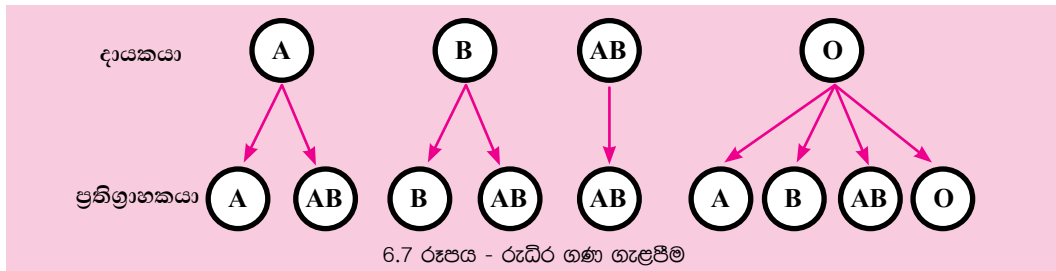 දායකයා A B AB O
ප්‍රතිග්‍රාහකයා A AB B AB AB A B AB O
6.7 රූපය - රුධිර ගණ ගැළපීම